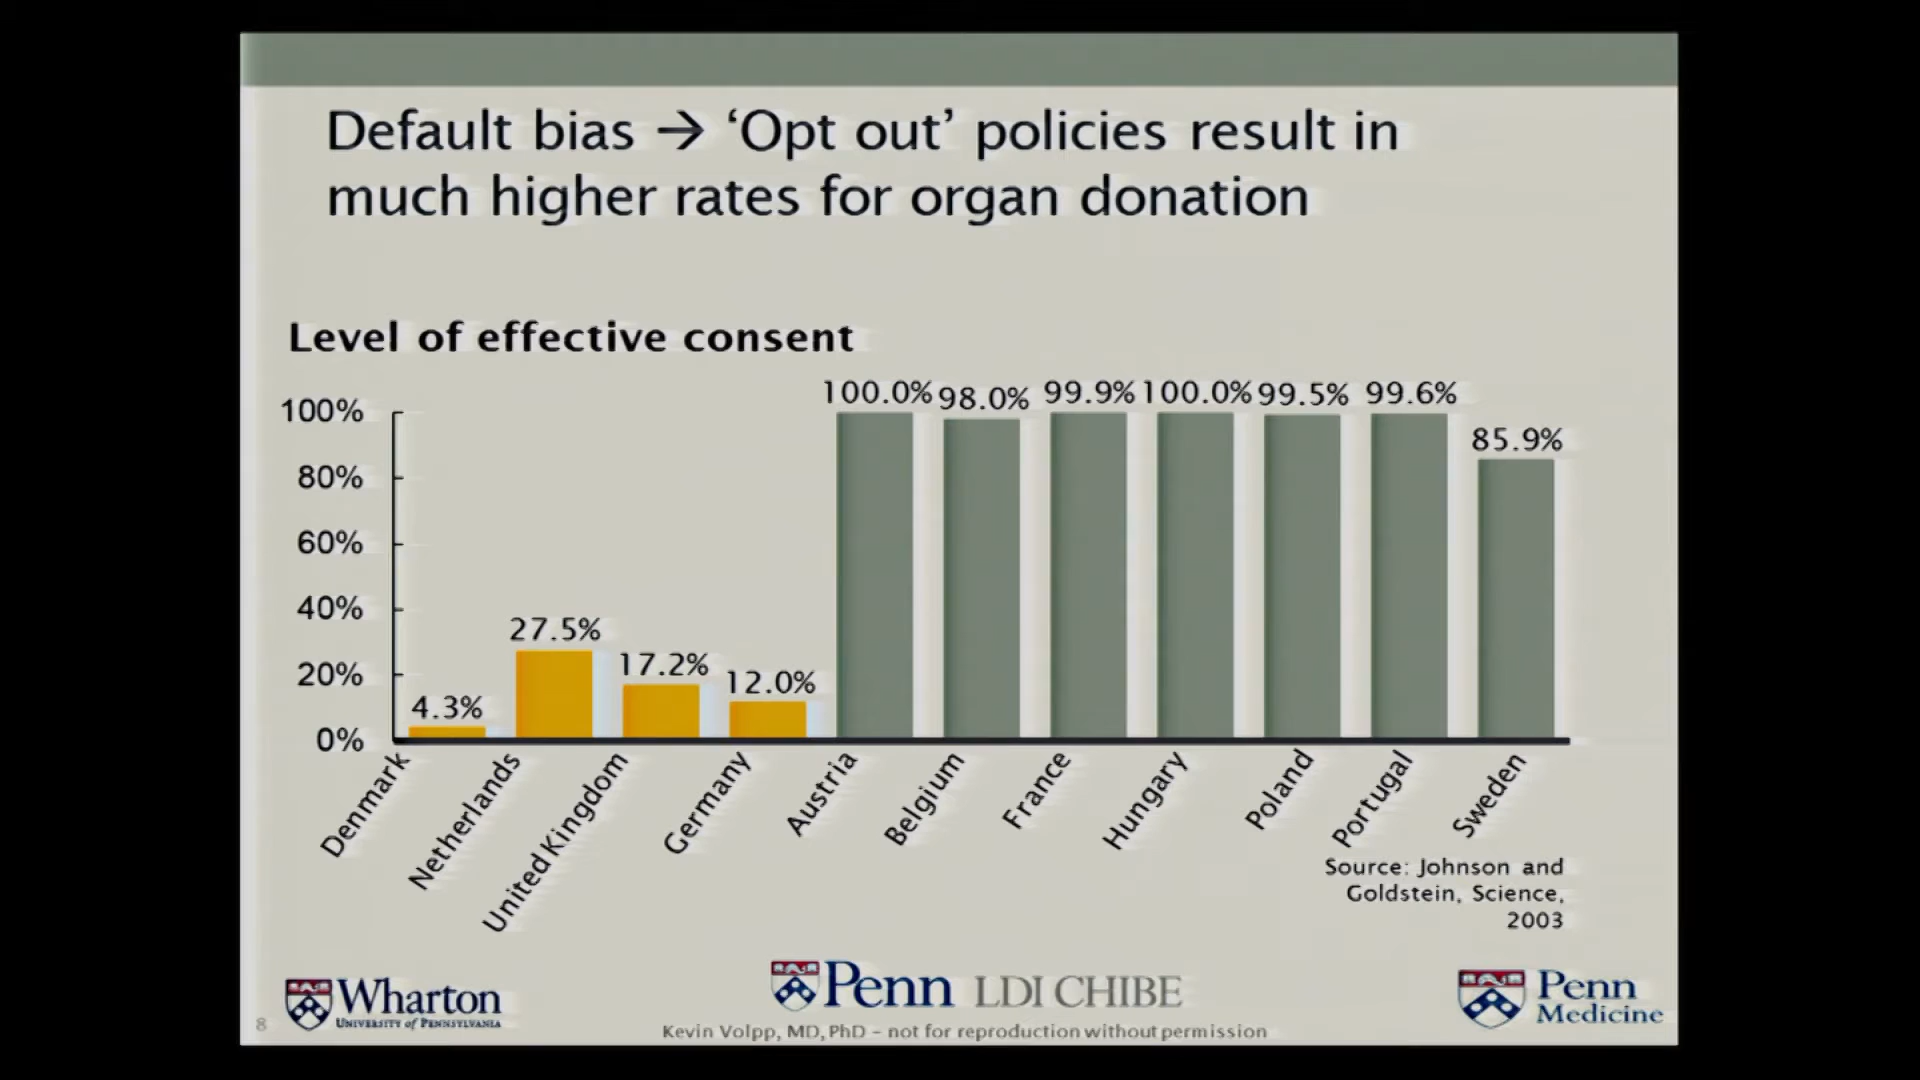 Default bias → ‘Opt out’ policies result in
much higher rates for organ donation
Level of effective consent
100%
80%
60%
40%
20%
0%
4.3%
27.5%
17.2%
12.0%
100.0%
98.0%
99.9%
100.0%
99.5%
99.6%
85.9%
Denmark
Netherlands
United Kingdom
Germany
Austria
Belgium
France
Hungary
Poland
Portugal
Sweden
Source: Johnson and
Goldstein, Science,
2003
8
Wharton
UNIVERSITY of PENNSYLVANIA
Penn LDI CHIBE
Penn
Medicine
Kevin Volpp, MD, PhD – not for reproduction without permission